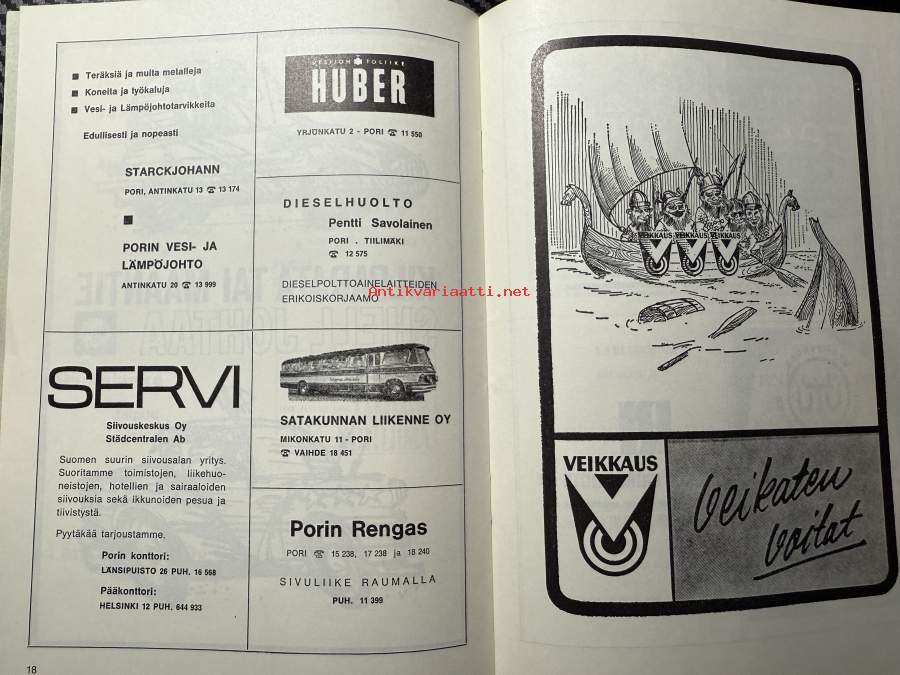 ■ Teräksiä ja muita metalleja
■ Koneita ja työkaluja
■ Vesi- ja Lämpöjohtotarvikkeita
Edullisesti ja nopeasti
STARCKJOHANN
PORI, ANTINKATU 13 ☎ 13 174
■
PORIN VESI- JA
LÄMPÖJOHTO
ANTINKATU 20 ☎ 13 999
HUBER
YRJÖNKATU 2 - PORI ☎ 11 550
DIESELHUOLTO
Pentti Savolainen
PORI . TIILIMÄKI
☎ 12 575
DIESELPOLTTOAINELAITTEIDEN
ERIKOISKORJAAMO
Antikvariaatti.net
SERVI
Siivouskeskus Oy
Städcentralen Ab
Suomen suurin siivousalan yritys.
Suoritamme toimistojen, liikehuo-
neistojen, hotellien ja sairaaloiden
siivouksia sekä ikkunoiden pesua ja
tiivistystä.
Pyytäkää tarjoustamme.
Porin konttori:
LÄNSIPUISTO 26 PUH. 16 568
Pääkonttori:
HELSINKI 12 PUH. 644 933
SATAKUNNAN LIIKENNE OY
MIKONKATU 11 - PORI
☎ VAIHDE 18 451
Porin Rengas
PORI ☎ 15 238, 17 238 ja 18 240
SIVULIIKE RAUMALLA
PUH. 11 399
18
VEIKKAUS VEIKKAUS VEIKKAUS
VEIKKAUS
Veikaten
voitat